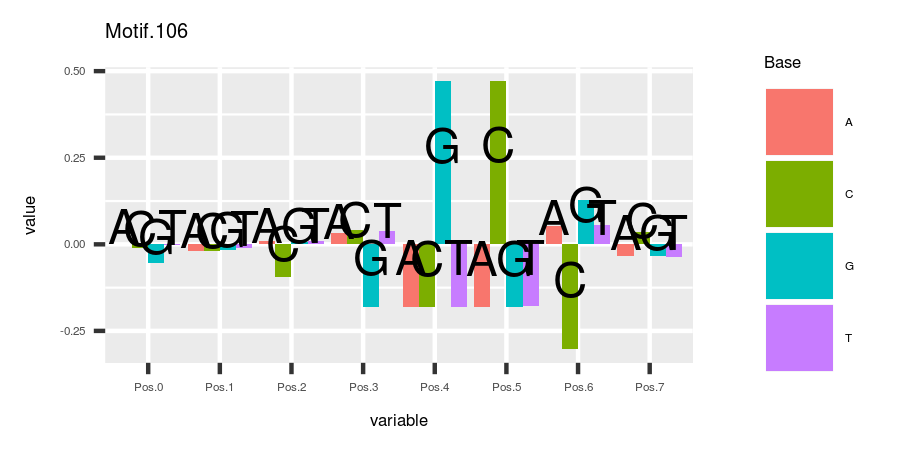 Motif.106
Base
0.50
0.25
0.00
-0.25
value
A C G T A C G T A C G T A C G T A C G T A C G T A C G T A C G T
Pos.0 Pos.1 Pos.2 Pos.3 Pos.4 Pos.5 Pos.6 Pos.7
variable
A
C
G
T